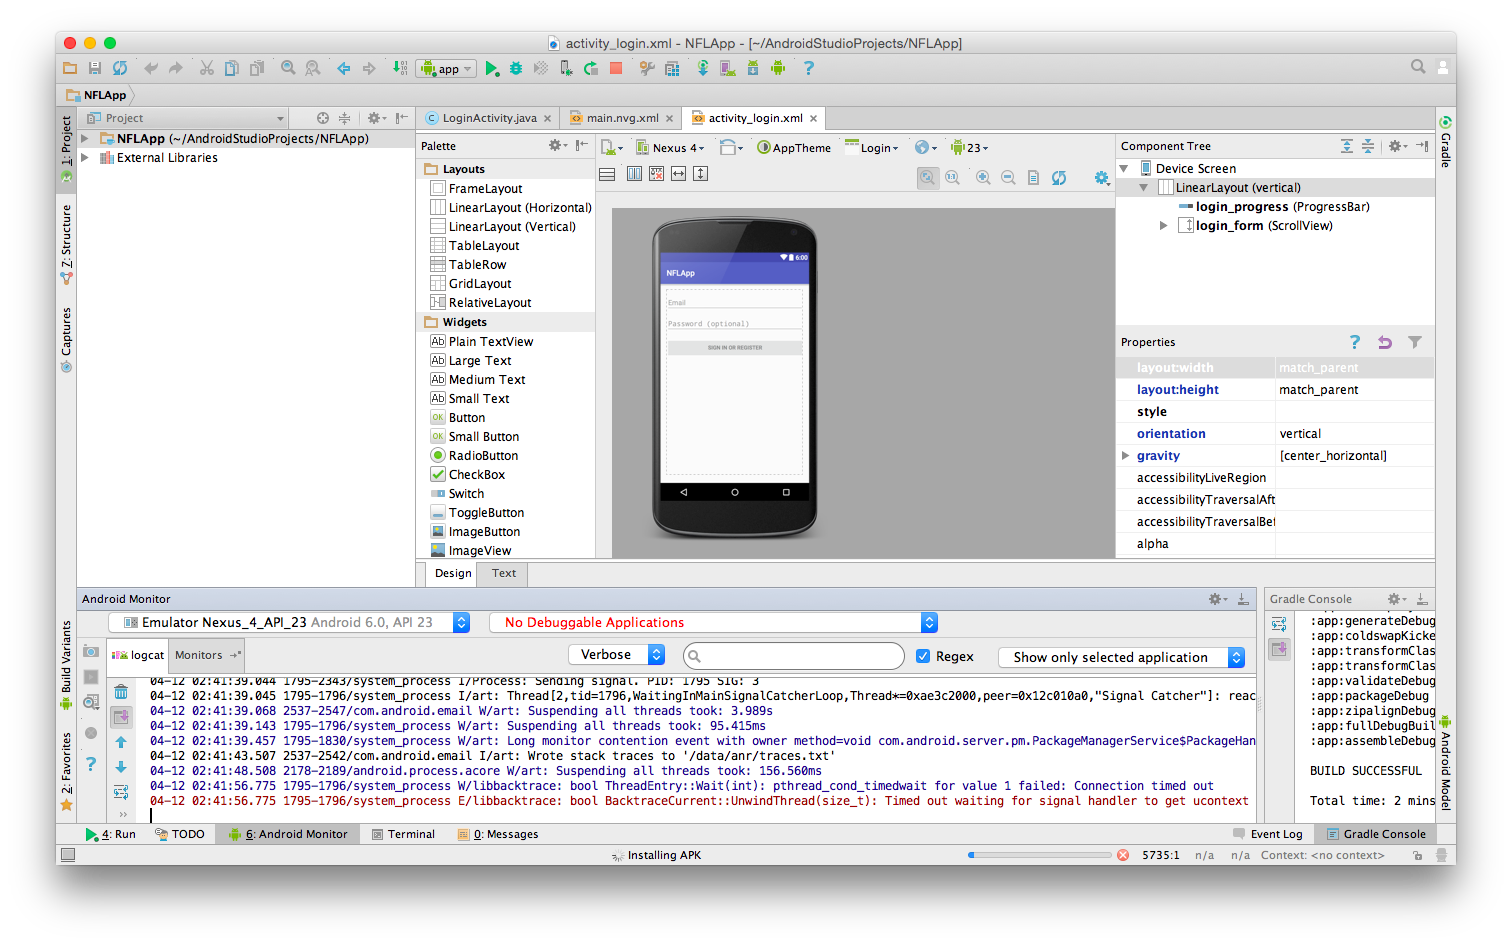 activity_login.xml - NFLApp - [~/AndroidStudioProjects/NFLApp]
app
NFLApp
1: Project
Z: Structure
Captures
Build Variants
2: Favorites
Project
NFLApp (~/AndroidStudioProjects/NFLApp)
External Libraries
LoginActivity.java
main.nvg.xml
activity_login.xml
Palette
Layouts
FrameLayout
LinearLayout (Horizontal)
LinearLayout (Vertical)
TableLayout
TableRow
GridLayout
RelativeLayout
Widgets
Ab Plain TextView
Ab Large Text
Ab Medium Text
Ab Small Text
OK Button
OK Small Button
RadioButton
CheckBox
Switch
ToggleButton
ImageButton
ImageView
Nexus 4
AppTheme
Login
23
1:1
6:00
NFLApp
Email
Password (optional)
SIGN IN OR REGISTER
Design
Text
Component Tree
Device Screen
LinearLayout (vertical)
login_progress (ProgressBar)
login_form (ScrollView)
Properties
layout:width match_parent
layout:height match_parent
style
orientation vertical
gravity [center_horizontal]
accessibilityLiveRegion
accessibilityTraversalAft
accessibilityTraversalBef
alpha
Gradle
Android Model
Android Monitor
Emulator Nexus_4_API_23 Android 6.0, API 23
No Debuggable Applications
logcat
Monitors
Verbose
Regex
Show only selected application
04-12 02:41:39.044 1795-2343/system_process I/Process: Sending signal. PID: 1795 SIG: 3
04-12 02:41:39.045 1795-1796/system_process I/art: Thread[2,tid=1796,WaitingInMainSignalCatcherLoop,Thread*=0xae3c2000,peer=0x12c010a0,"Signal Catcher"]: reac
04-12 02:41:39.068 2537-2547/com.android.email W/art: Suspending all threads took: 3.989s
04-12 02:41:39.143 1795-1796/system_process W/art: Suspending all threads took: 95.415ms
04-12 02:41:39.457 1795-1830/system_process W/art: Long monitor contention event with owner method=void com.android.server.pm.PackageManagerService$PackageHan
04-12 02:41:43.507 2537-2542/com.android.email I/art: Wrote stack traces to '/data/anr/traces.txt'
04-12 02:41:48.508 2178-2189/android.process.acore W/art: Suspending all threads took: 156.560ms
04-12 02:41:56.775 1795-1796/system_process W/libbacktrace: bool ThreadEntry::Wait(int): pthread_cond_timedwait for value 1 failed: Connection timed out
04-12 02:41:56.775 1795-1796/system_process E/libbacktrace: bool BacktraceCurrent::UnwindThread(size_t): Timed out waiting for signal handler to get ucontext
Gradle Console
:app:generateDebug
:app:coldswapKicke
:app:transformClas
:app:transformClas
:app:validateDebug
:app:packageDebug
:app:zipalignDebug
:app:fullDebugBuil
:app:assembleDebug
BUILD SUCCESSFUL
Total time: 2 mins
4: Run
TODO
6: Android Monitor
Terminal
0: Messages
Event Log
Gradle Console
Installing APK
5735:1 n/a n/a Context: <no context>